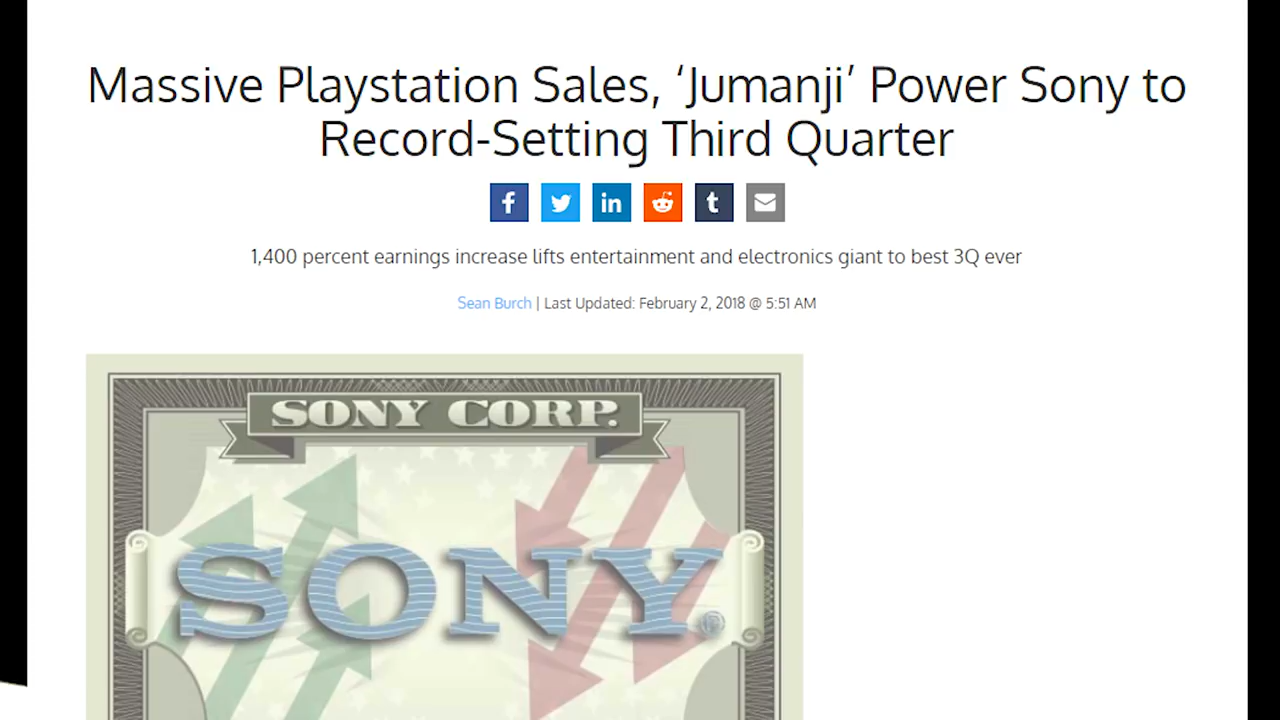 Massive Playstation Sales, ‘Jumanji’ Power Sony to
Record-Setting Third Quarter
1,400 percent earnings increase lifts entertainment and electronics giant to best 3Q ever
Sean Burch | Last Updated: February 2, 2018 @ 5:51 AM
SONY CORP.
SONY®